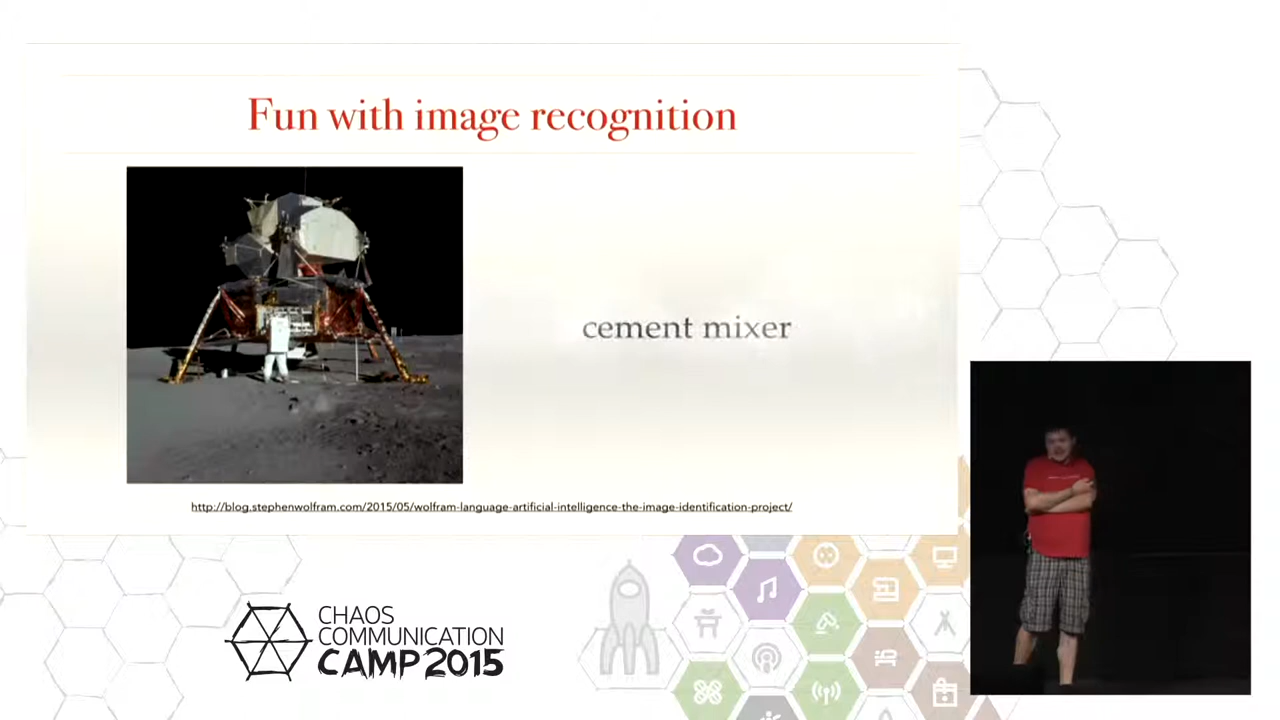 Fun with image recognition
cement mixer
http://blog.stephenwolfram.com/2015/05/wolfram-language-artificial-intelligence-the-image-identification-project/
CHAOS
COMMUNICATION
CAMP 2015